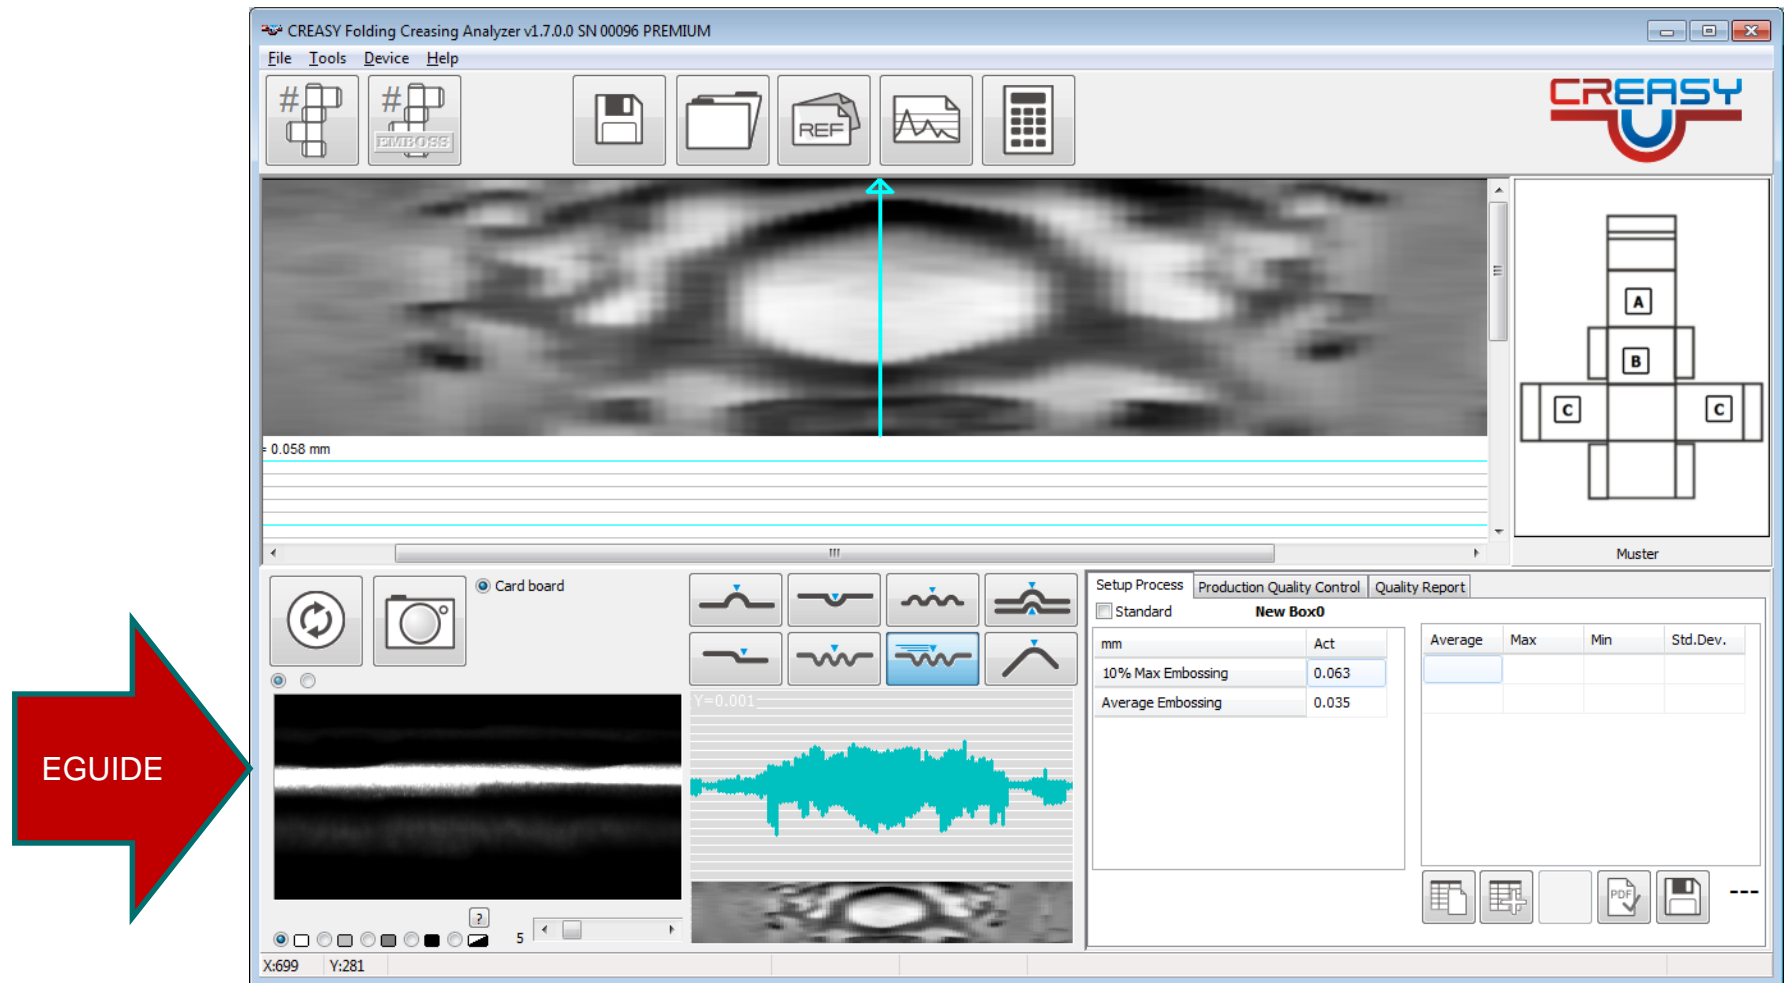 CREASY Folding Creasing Analyzer v1.7.0.0 SN 00096 PREMIUM
File Tools Device Help
#
#
EMBOSS
REF
CREASY
= 0.058 mm
A
B
C
C
Muster
Card board
Setup Process
Production Quality Control
Quality Report
Standard
New Box0
mm Act
10% Max Embossing 0.063
Average Embossing 0.035
Average Max Min Std.Dev.
EGUIDE
Y=0.001
PDF
---
?
5
X:699 Y:281